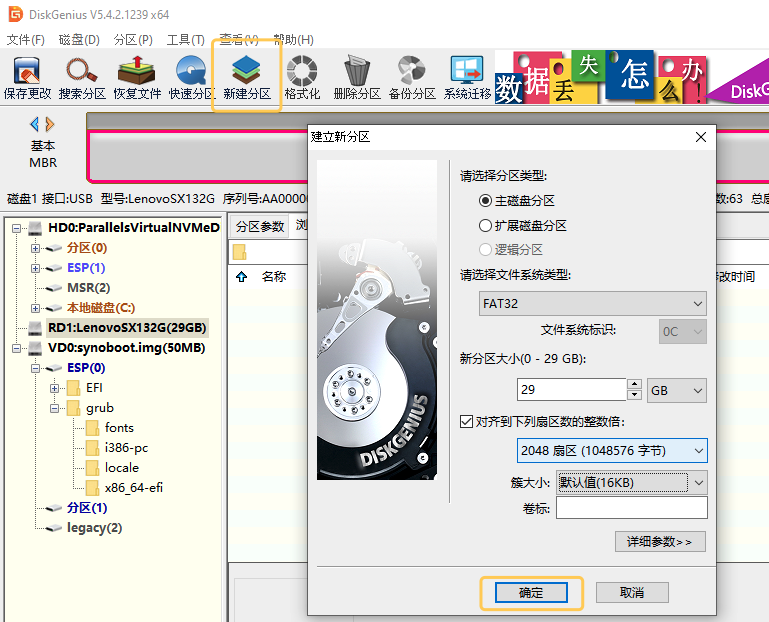 DiskGenius V5.4.2.1239 x64
文件(F) 磁盘(D) 分区(P) 工具(T) 查看(V) 帮助(H)
保存更改 搜索分区 恢复文件 快速分区 新建分区 格式化 删除分区 备份分区 系统迁移
数据丢失怎么办!
DiskG
基本
MBR
磁盘1 接口:USB 型号:LenovoSX132G 序列号:AA0000
数:63 总扇
HD0:ParallelsVirtualNVMeD
分区(0)
ESP(1)
MSR(2)
本地磁盘(C:)
RD1:LenovoSX132G(29GB)
VD0:synoboot.img(50MB)
ESP(0)
EFI
grub
fonts
i386-pc
locale
x86_64-efi
分区(1)
legacy(2)
分区参数 浏
名称
修改时间
建立新分区
DISKGENIUS
请选择分区类型:
主磁盘分区
扩展磁盘分区
逻辑分区
请选择文件系统类型:
FAT32
文件系统标识: 0C
新分区大小(0 - 29 GB):
29 GB
对齐到下列扇区数的整数倍:
2048 扇区 (1048576 字节)
簇大小: 默认值(16KB)
卷标:
详细参数>>
确定 取消